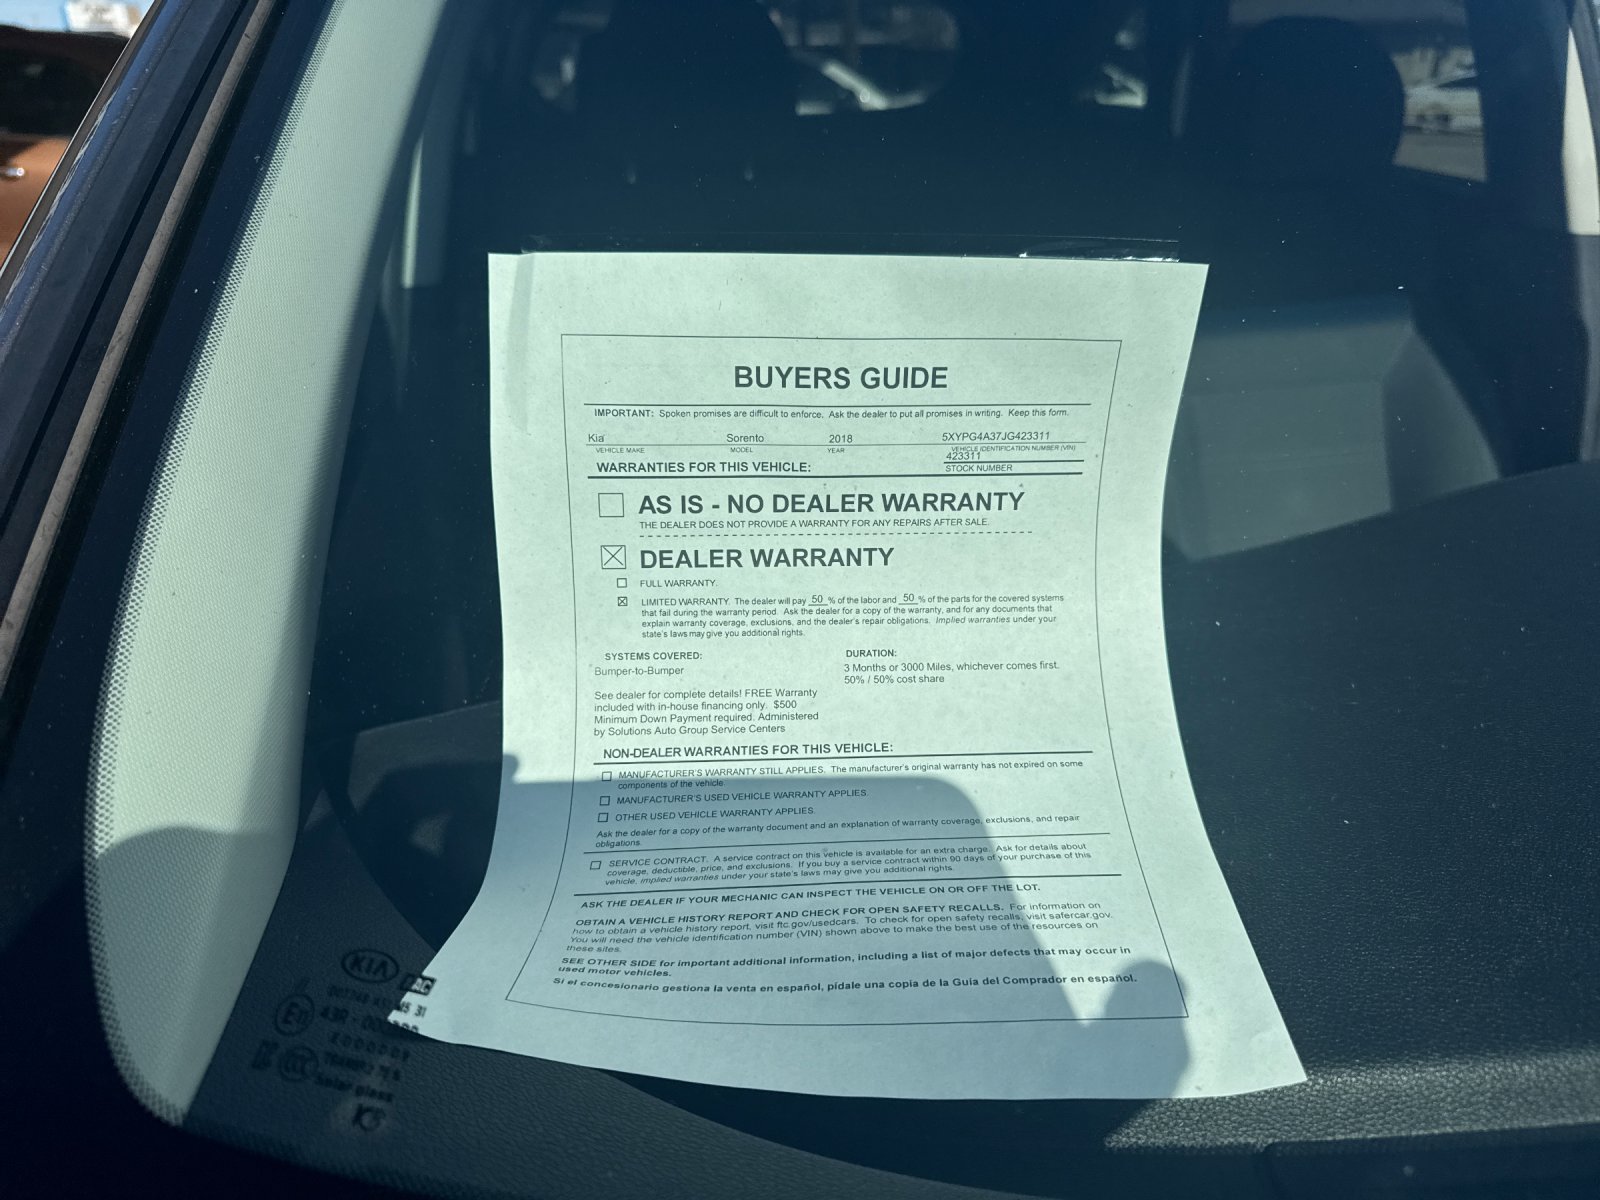 BUYERS GUIDE
IMPORTANT: Spoken promises are difficult to enforce. Ask the dealer to put all promises in writing. Keep this form.
Kia Sorento 2018 5XYPG4A37JG423311
VEHICLE MAKE MODEL YEAR VEHICLE IDENTIFICATION NUMBER (VIN)
423311
WARRANTIES FOR THIS VEHICLE: STOCK NUMBER
AS IS - NO DEALER WARRANTY
THE DEALER DOES NOT PROVIDE A WARRANTY FOR ANY REPAIRS AFTER SALE.
DEALER WARRANTY
FULL WARRANTY.
LIMITED WARRANTY. The dealer will pay 50 % of the labor and 50 % of the parts for the covered systems
that fail during the warranty period. Ask the dealer for a copy of the warranty, and for any documents that
explain warranty coverage, exclusions, and the dealer's repair obligations. Implied warranties under your
state's laws may give you additional rights.
SYSTEMS COVERED:
Bumper-to-Bumper
See dealer for complete details! FREE Warranty
included with in-house financing only. $500
Minimum Down Payment required. Administered
by Solutions Auto Group Service Centers
DURATION:
3 Months or 3000 Miles, whichever comes first.
50% / 50% cost share
NON-DEALER WARRANTIES FOR THIS VEHICLE:
MANUFACTURER'S WARRANTY STILL APPLIES. The manufacturer's original warranty has not expired on some
components of the vehicle.
MANUFACTURER'S USED VEHICLE WARRANTY APPLIES.
OTHER USED VEHICLE WARRANTY APPLIES.
Ask the dealer for a copy of the warranty document and an explanation of warranty coverage, exclusions, and repair
obligations.
SERVICE CONTRACT. A service contract on this vehicle is available for an extra charge. Ask for details about
coverage, deductible, price, and exclusions. If you buy a service contract within 90 days of your purchase of this
vehicle, implied warranties under your state's laws may give you additional rights.
ASK THE DEALER IF YOUR MECHANIC CAN INSPECT THE VEHICLE ON OR OFF THE LOT.
OBTAIN A VEHICLE HISTORY REPORT AND CHECK FOR OPEN SAFETY RECALLS. For information on
how to obtain a vehicle history report, visit ftc.gov/usedcars. To check for open safety recalls, visit safercar.gov.
You will need the vehicle identification number (VIN) shown above to make the best use of the resources on
these sites.
SEE OTHER SIDE for important additional information, including a list of major defects that may occur in
used motor vehicles.
Si el concesionario gestiona la venta en español, pídale una copia de la Guía del Comprador en español.
KIA